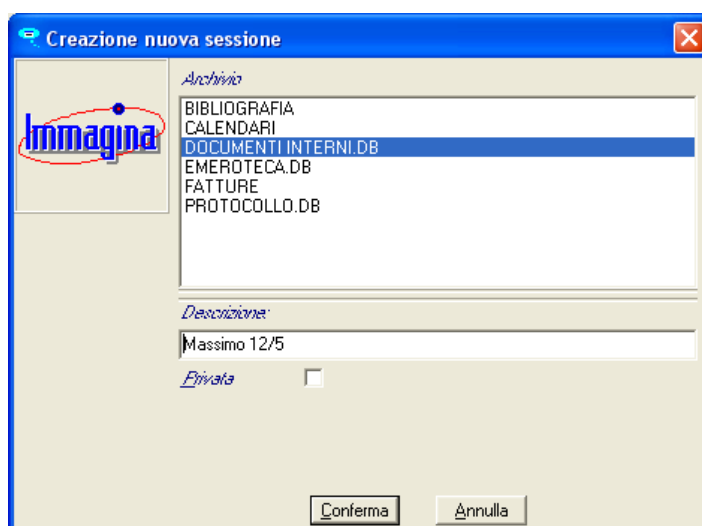 Creazione nuova sessione
Immagina
Archivio
BIBLIOGRAFIA
CALENDARI
DOCUMENTI INTERNI.DB
EMEROTECA.DB
FATTURE
PROTOCOLLO.DB
Descrizione:
Massimo 12/5
Privata
Conferma Annulla